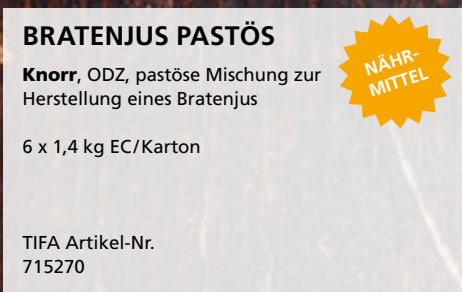 BRATENJUS PASTÖS
NÄHR-
MITTEL
Knorr, ODZ, pastöse Mischung zur
Herstellung eines Bratenjus
6 x 1,4 kg EC/Karton
TIFA Artikel-Nr.
715270